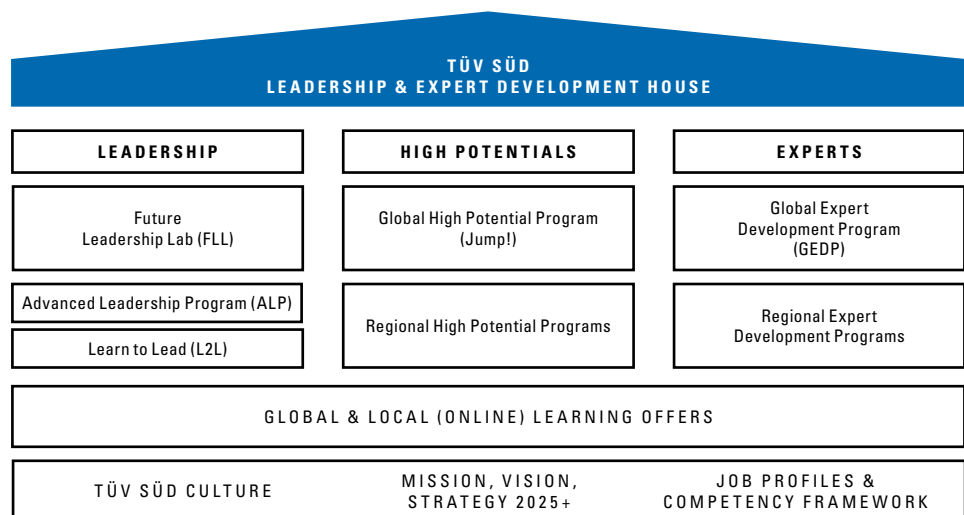 TÜV SÜD
LEADERSHIP & EXPERT DEVELOPMENT HOUSE
LEADERSHIP
HIGH POTENTIALS
EXPERTS
Future
Leadership Lab (FLL)
Global High Potential Program
(Jump!)
Global Expert
Development Program
(GEDP)
Advanced Leadership Program (ALP)
Learn to Lead (L2L)
Regional High Potential Programs
Regional Expert
Development Programs
GLOBAL & LOCAL (ONLINE) LEARNING OFFERS
TÜV SÜD CULTURE
MISSION, VISION,
STRATEGY 2025+
JOB PROFILES &
COMPETENCY FRAMEWORK